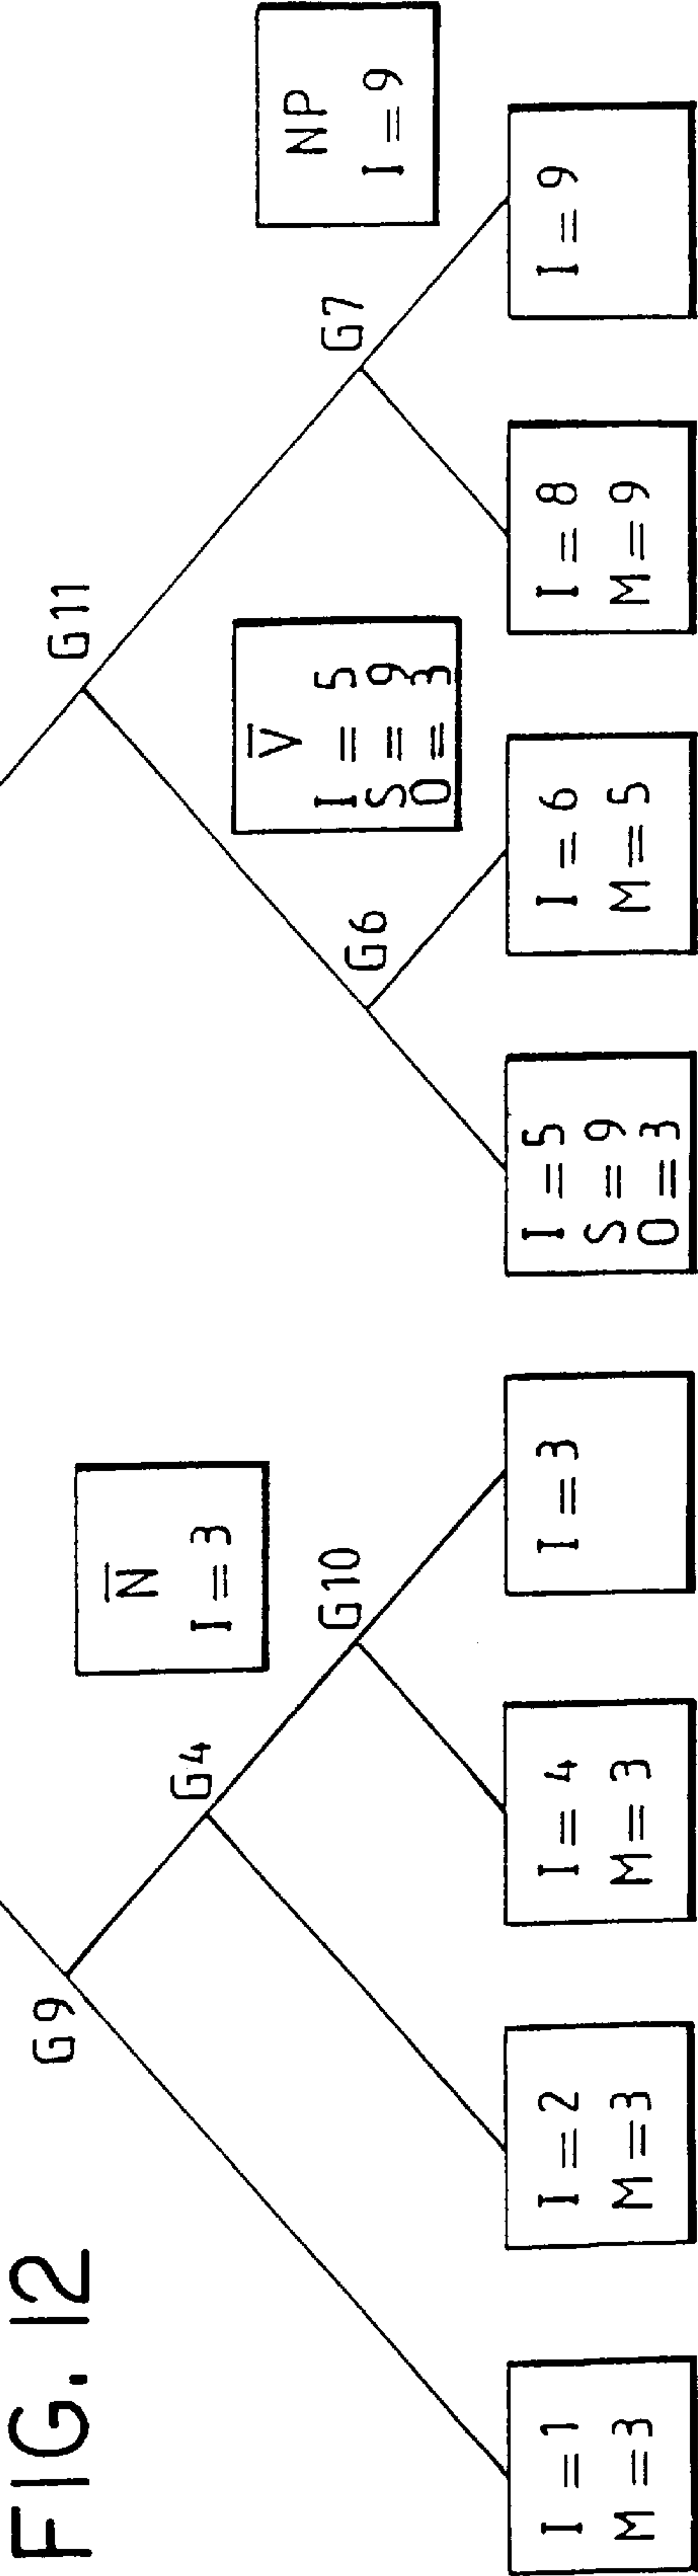 FIG. 12
G9
G11
G4
N̅
I = 3
G10
G6
V̅
I = 5
S = 9
O = 3
G7
NP
I = 9
I = 1
M = 3
I = 2
M = 3
I = 4
M = 3
I = 3
I = 5
S = 9
O = 3
I = 6
M = 5
I = 8
M = 9
I = 9